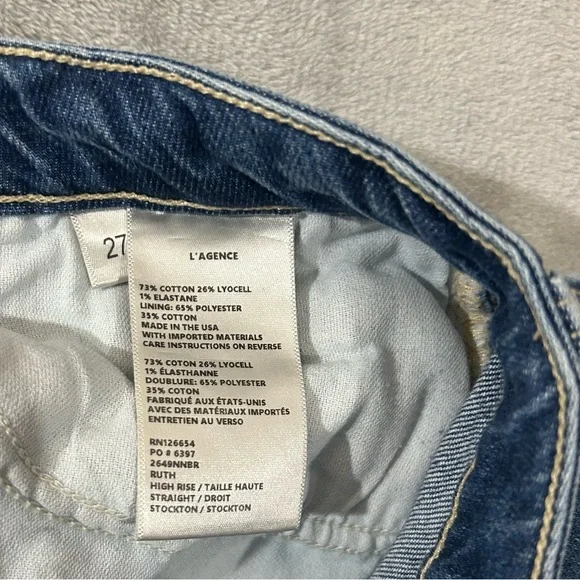 27
L'AGENCE
73% COTTON 26% LYOCELL
1% ELASTANE
LINING: 65% POLYESTER
35% COTTON
MADE IN THE USA
WITH IMPORTED MATERIALS
CARE INSTRUCTIONS ON REVERSE
73% COTON 26% LYOCELL
1% ÉLASTHANNE
DOUBLURE: 65% POLYESTER
35% COTON
FABRIQUÉ AUX ÉTATS-UNIS
AVEC DES MATÉRIAUX IMPORTÉS
ENTRETIEN AU VERSO
RN126654
PO # 6397
2649NNBR
RUTH
HIGH RISE / TAILLE HAUTE
STRAIGHT / DROIT
STOCKTON / STOCKTON